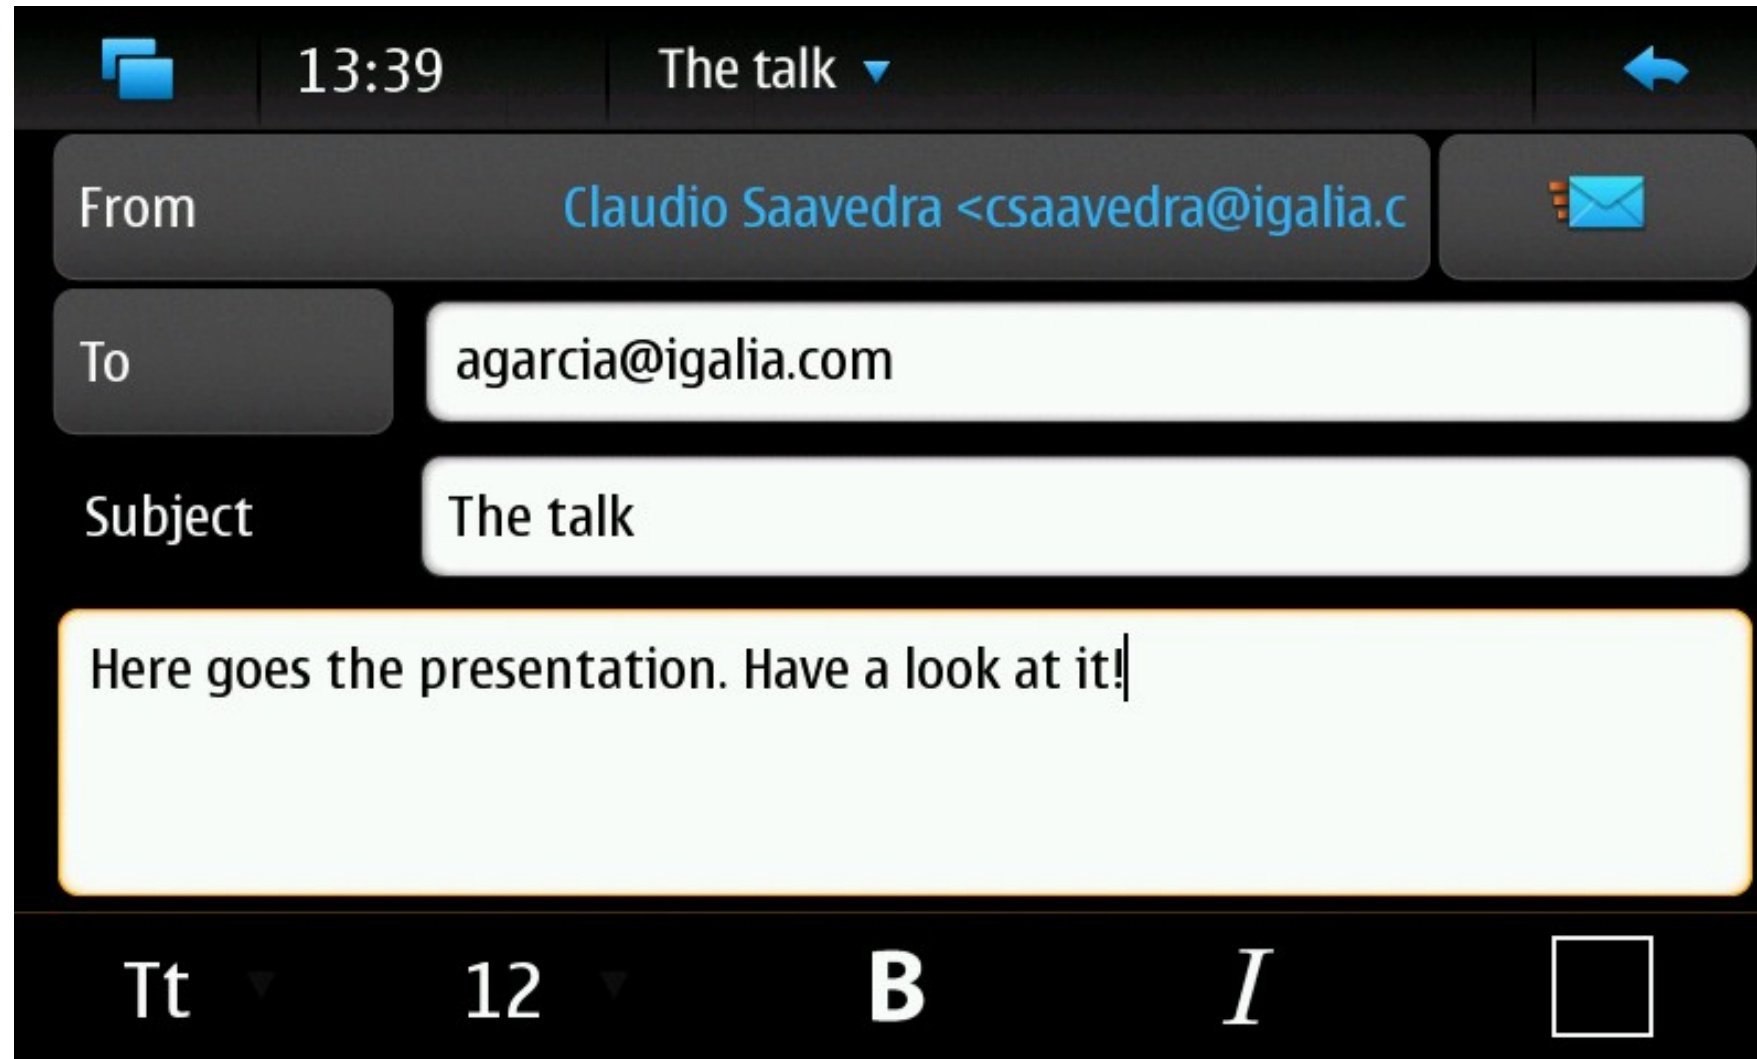 13:39 The talk
From Claudio Saavedra <csaavedra@igalia.c
To agarcia@igalia.com
Subject The talk
Here goes the presentation. Have a look at it!
Tt 12 B I